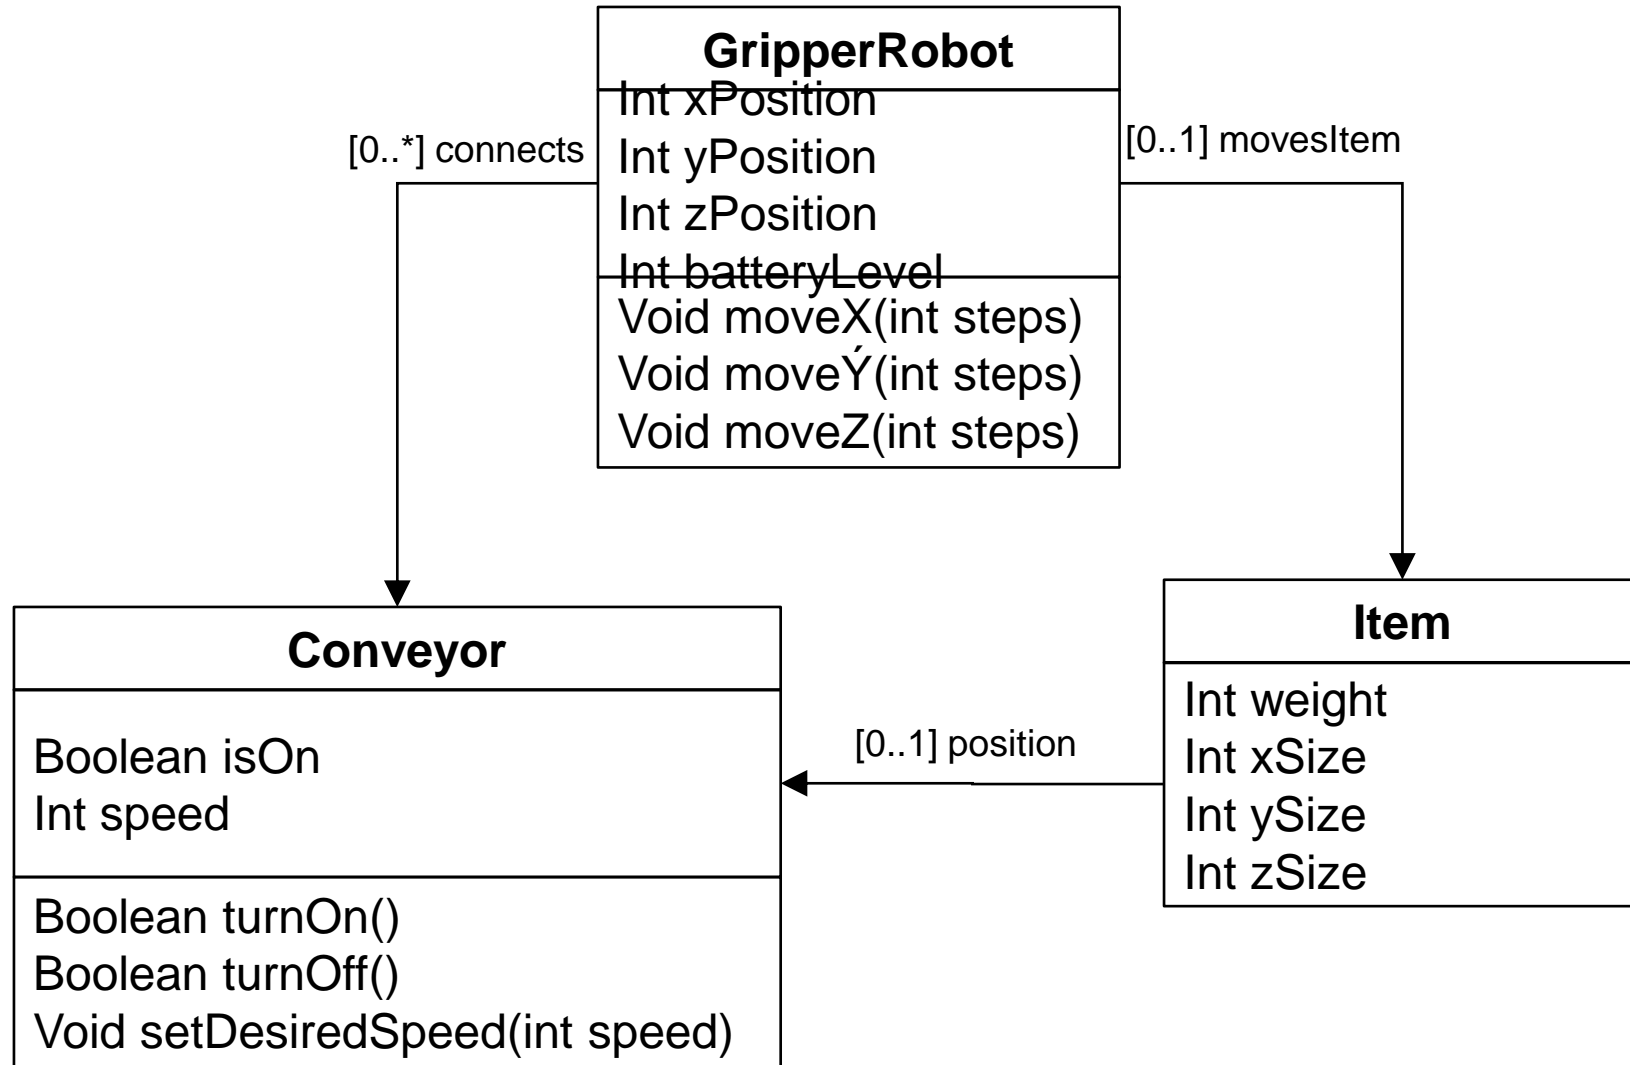 GripperRobot
Int xPosition
Int yPosition
Int zPosition
Int batteryLevel
Void moveX(int steps)
Void moveÝ(int steps)
Void moveZ(int steps)
[0..*] connects
[0..1] movesItem
Conveyor
Boolean isOn
Int speed
Boolean turnOn()
Boolean turnOff()
Void setDesiredSpeed(int speed)
[0..1] position
Item
Int weight
Int xSize
Int ySize
Int zSize